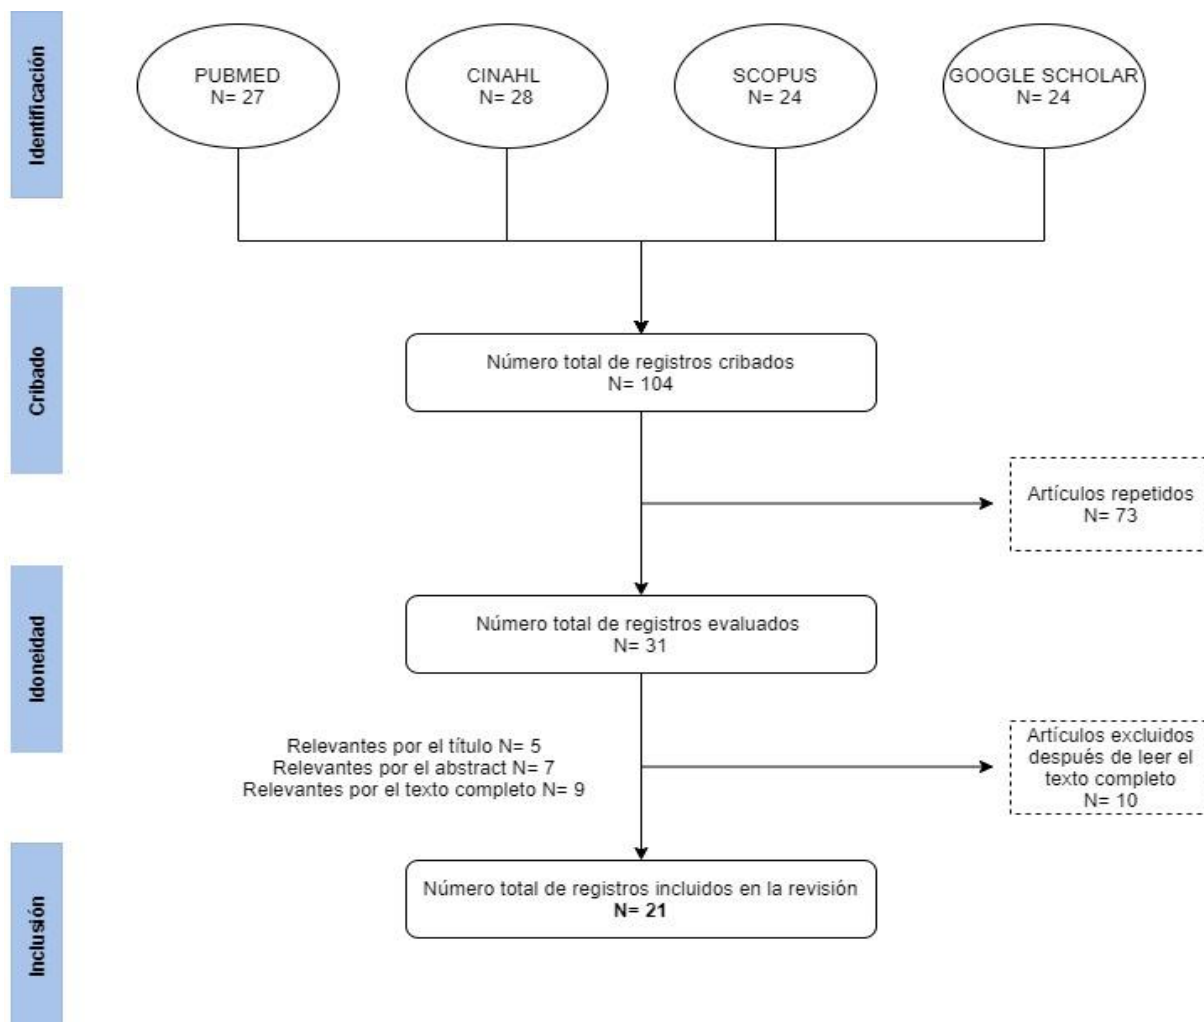 Identificación
PUBMED
N= 27
CINAHL
N= 28
SCOPUS
N= 24
GOOGLE SCHOLAR
N= 24
Cribado
Número total de registros cribados
N= 104
Artículos repetidos
N= 73
Idoneidad
Número total de registros evaluados
N= 31
Relevantes por el título N= 5
Relevantes por el abstract N= 7
Relevantes por el texto completo N= 9
Artículos excluidos
después de leer el
texto completo
N= 10
Inclusión
Número total de registros incluidos en la revisión
N= 21